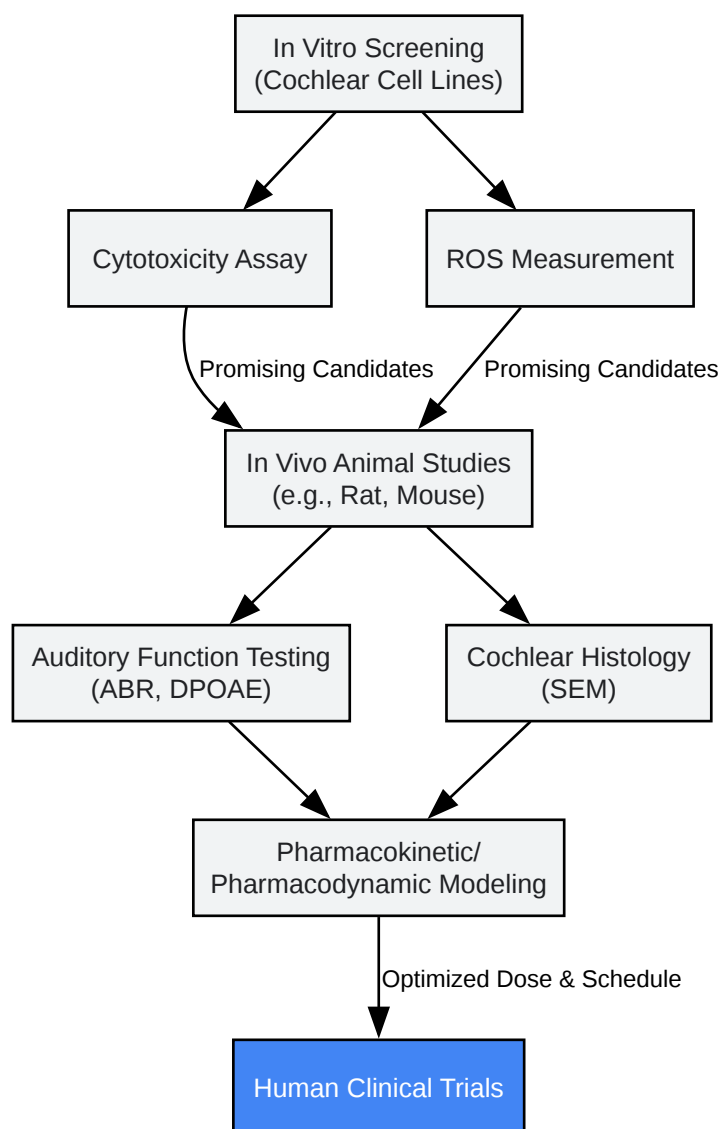 In Vitro Screening
(Cochlear Cell Lines)
Cytotoxicity Assay
ROS Measurement
Promising Candidates
Promising Candidates
In Vivo Animal Studies
(e.g., Rat, Mouse)
Auditory Function Testing
(ABR, DPOAE)
Cochlear Histology
(SEM)
Pharmacokinetic/
Pharmacodynamic Modeling
Optimized Dose & Schedule
Human Clinical Trials